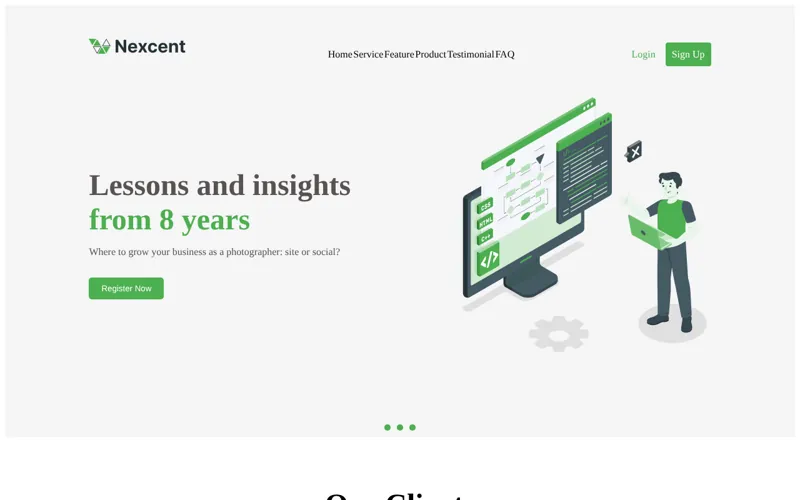 Nexcent
Home Service Feature Product Testimonial FAQ
Login
Sign Up
Lessons and insights
from 8 years
Where to grow your business as a photographer: site or social?
Register Now
CSS
HTML
C++
</>
X